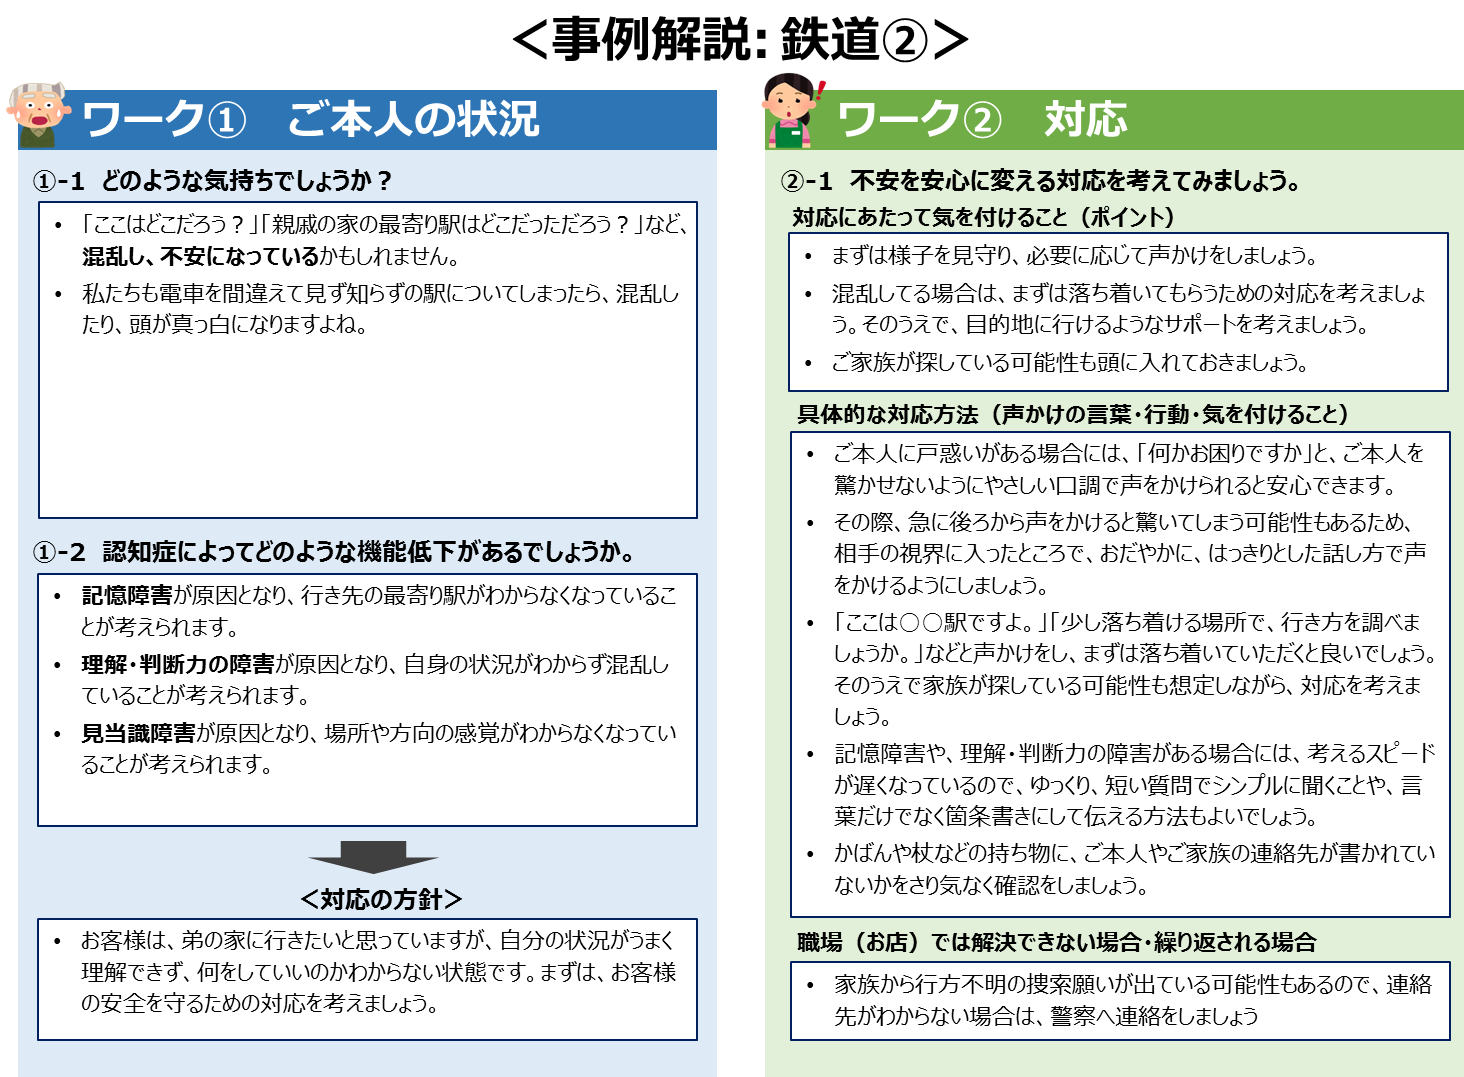 ＜事例解説：鉄道②＞
ワーク①　ご本人の状況
①-1 どのような気持ちでしょうか？
• 「ここはどこだろう？」「親戚の家の最寄り駅はどこだっただろう？」など、
混乱し、不安になっているかもしれません。
• 私たちも電車を間違えて見ず知らずの駅についてしまったら、混乱し
たり、頭が真っ白になりますよね。
①-2 認知症によってどのような機能低下があるでしょうか。
• 記憶障害が原因となり、行き先の最寄り駅がわからなくなっているこ
とが考えられます。
• 理解・判断力の障害が原因となり、自身の状況がわからず混乱し
ていることが考えられます。
• 見当識障害が原因となり、場所や方向の感覚がわからなくなってい
ることが考えられます。
＜対応の方針＞
• お客様は、弟の家に行きたいと思っていますが、自分の状況がうまく
理解できず、何をしていいのかわからない状態です。まずは、お客様
の安全を守るための対応を考えましょう。
ワーク②　対応
②-1 不安を安心に変える対応を考えてみましょう。
対応にあたって気を付けること（ポイント）
• まずは様子を見守り、必要に応じて声かけをしましょう。
• 混乱してる場合は、まずは落ち着いてもらうための対応を考えましょ
う。そのうえで、目的地に行けるようなサポートを考えましょう。
• ご家族が探している可能性も頭に入れておきましょう。
具体的な対応方法（声かけの言葉・行動・気を付けること）
• ご本人に戸惑いがある場合には、「何かお困りですか」と、ご本人を
驚かせないようにやさしい口調で声をかけられると安心できます。
• その際、急に後ろから声をかけると驚いてしまう可能性もあるため、
相手の視界に入ったところで、おだやかに、はっきりとした話し方で声
をかけるようにしましょう。
• 「ここは○○駅ですよ。」「少し落ち着ける場所で、行き方を調べま
しょうか。」などと声かけをし、まずは落ち着いていただくと良いでしょう。
そのうえで家族が探している可能性も想定しながら、対応を考えま
しょう。
• 記憶障害や、理解・判断力の障害がある場合には、考えるスピード
が遅くなっているので、ゆっくり、短い質問でシンプルに聞くことや、言
葉だけでなく箇条書きにして伝える方法もよいでしょう。
• かばんや杖などの持ち物に、ご本人やご家族の連絡先が書かれてい
ないかをさり気なく確認をしましょう。
職場（お店）では解決できない場合・繰り返される場合
• 家族から行方不明の捜索願いが出ている可能性もあるので、連絡
先がわからない場合は、警察へ連絡をしましょう